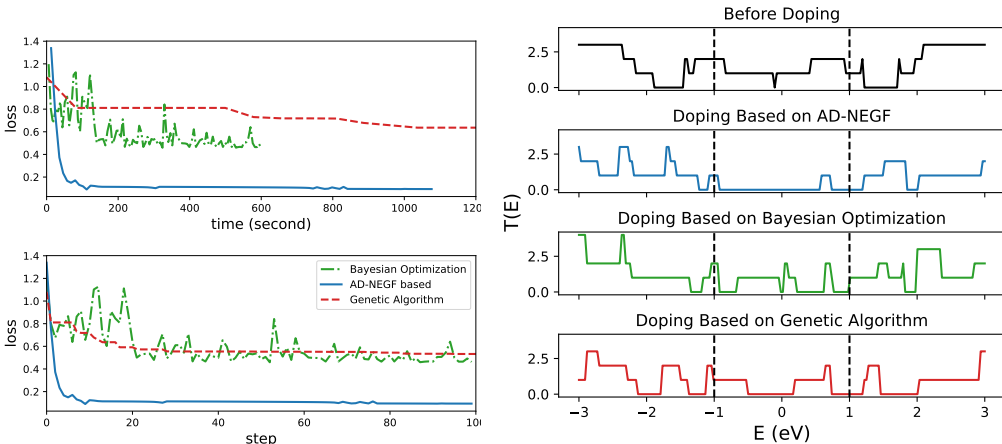 1.4
1.2
1.0
0.8
0.6
0.4
0.2
loss
0 200 400 600 800 1000 120
time (second)
1.4
1.2
1.0
0.8
0.6
0.4
0.2
loss
Bayesian Optimization
AD-NEGF based
Genetic Algorithm
0 20 40 60 80 100
step
Before Doping
2.5
0.0
Doping Based on AD-NEGF
2.5
0.0
Doping Based on Bayesian Optimization
2.5
0.0
Doping Based on Genetic Algorithm
2.5
0.0
T(E)
−3 −2 −1 0 1 2 3
E (eV)